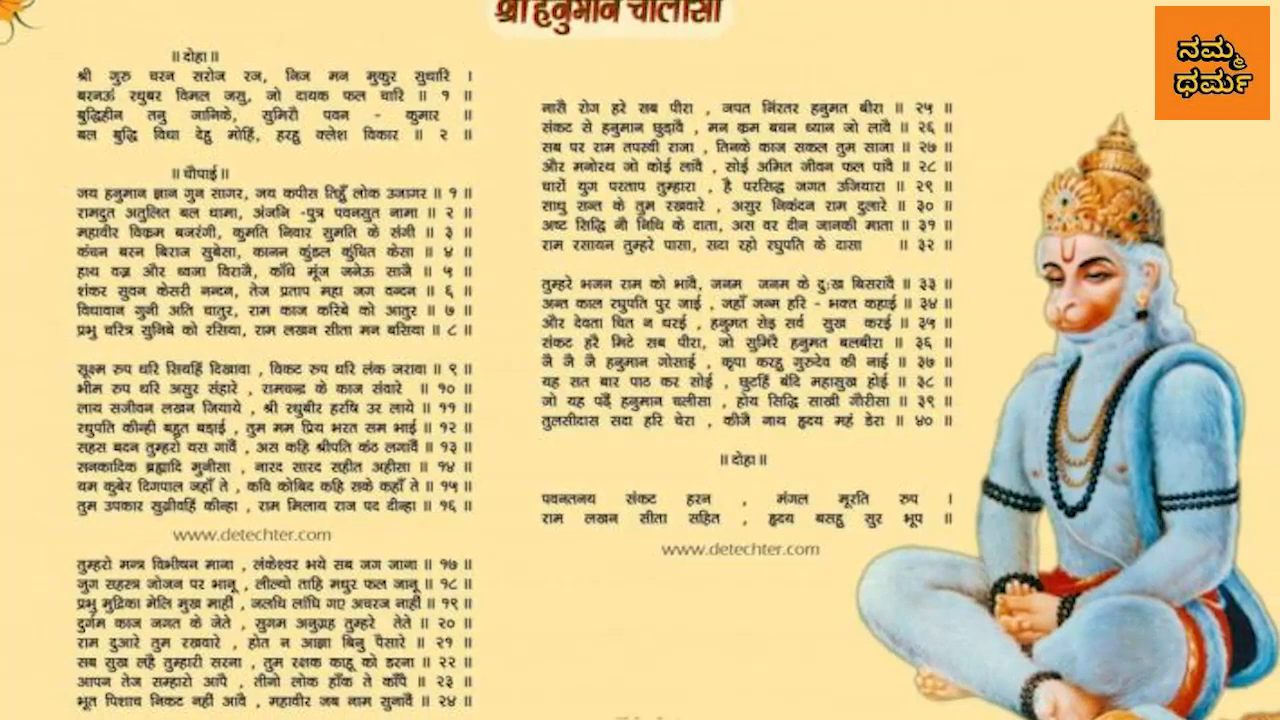 श्री हनुमान चालीसा
ನಮ್ಮ
ಧರ್ಮ
॥ दोहा ॥
श्री गुरु चरन सरोज रज, निज मन मुकुर सुधारि ।
बरनऊं रघुबर विमल जसु, जो दायक फल चारि ॥ १ ॥
बुद्धिहीन तनु जानिके, सुमिरौ पवन - कुमार ॥
बल बुद्धि विधा देहु मोहिं, हरहु क्लेश विकार ॥ २ ॥
॥ चौपाई ॥
जय हनुमान ज्ञान गुन सागर, जय कपीस तिहुँ लोक उजागर ॥ १ ॥
रामदुत अतुलित बल धामा, अंजनि -पुत्र पवनसुत नामा ॥ २ ॥
महावीर विक्रम बजरंगी, कुमति निवार सुमति के संगी ॥ ३ ॥
कंचन बरन बिराज सुबेसा, कानन कुंडल कुंचित केसा ॥ ४ ॥
हाथ वज्र और ध्वजा विराजै, काँधे मूंज जनेऊ साजै ॥ ५ ॥
शंकर सुवन केसरी नन्दन, तेज प्रताप महा जग वन्दन ॥ ६ ॥
विधावान गुनी अति चातुर, राम काज करिबे को आतुर ॥ ७ ॥
प्रभु चरित्र सुनिबे को रसिया, राम लखन सीता मन बसिया ॥ ८ ॥
सूक्ष्म रुप धरि सियहिं दिखावा , विकट रुप धरि लंक जरावा ॥ ९ ॥
भीम रुप धरि असुर संहारे , रामचन्द्र के काज संवारे ॥ १० ॥
लाय सजीवन लखन जियाये , श्री रघुबीर हरषि उर लाये ॥ ११ ॥
रघुपति कीन्ही बहुत बड़ाई , तुम मम प्रिय भरत सम भाई ॥ १२ ॥
सहस बदन तुम्हरो यस गावैं , अस कहि श्रीपति कंठ लगावैं ॥ १३ ॥
सनकादिक ब्रह्मादि मुनीसा , नारद सारद सहीत अहीसा ॥ १४ ॥
यम कुबेर दिगपाल जहाँ ते , कवि कोबिद कहि सके कहाँ ते ॥ १५ ॥
तुम उपकार सुग्रीवहिं कीन्हा , राम मिलाय राज पद दीन्हा ॥ १६ ॥
www.detechter.com
तुम्हरो मन्त्र विभीषन माना , लंकेश्वर भये सब जग जाना ॥ १७ ॥
जुग सहस्त्र जोजन पर भानू , लील्यो ताहि मधुर फल जानू ॥ १८ ॥
प्रभु मुद्रिका मेलि मुख माहीं , जलधि लांघि गए अचरज नाहीं ॥ १९ ॥
दुर्गम काज जगत के जेते , सुगम अनुग्रह तुम्हरे तेते ॥ २० ॥
राम दुआरे तुम रखवारे , होत न आज्ञा बिनु पैसारे ॥ २१ ॥
सब सुख लहै तुम्हारी सरना , तुम रक्षक काहू को डरना ॥ २२ ॥
आपन तेज सम्हारो आपै , तीनो लोक हाँक ते काँपै ॥ २३ ॥
भूत पिशाच निकट नहीं आवै , महावीर जब नाम सुनावैं ॥ २४ ॥
नासै रोग हरे सब पीरा , जपत निंरतर हनुमत बीरा ॥ २५ ॥
संकट से हनुमान छुड़ावै , मन क्रम बचन ध्यान जो लावै ॥ २६ ॥
सब पर राम तपस्वी राजा , तिनके काज सकल तुम साजा ॥ २७ ॥
और मनोरथ जो कोई लावै , सोई अमित जीवन फल पावै ॥ २८ ॥
चारों युग परताप तुम्हारा , है परसिद्ध जगत उजियारा ॥ २९ ॥
साधु सन्त के तुम रखवारे , असुर निकंदन राम दुलारे ॥ ३० ॥
अष्ट सिद्धि नौ निधि के दाता, अस वर दीन जानकी माता ॥ ३१ ॥
राम रसायन तुम्हरे पासा, सदा रहो रघुपति के दासा ॥ ३२ ॥
तुम्हरे भजन राम को भावै, जनम जनम के दुःख बिसरावै ॥ ३३ ॥
अन्त काल रघुपति पुर जाई , जहाँ जन्म हरि - भक्त कहाई ॥ ३४ ॥
और देवता चित न धरई , हनुमत सेइ सर्व सुख करई ॥ ३५ ॥
संकट हरै मिटे सब पीरा, जो सुमिरै हनुमत बलबीरा ॥ ३६ ॥
जै जै जै हनुमान गोसाई , कृपा करहु गुरुदेव की नाई ॥ ३७ ॥
यह सत बार पाठ कर सोई , छुटहिं बंदि महासुख होई ॥ ३८ ॥
जो यह पढ़ैं हनुमान चलीसा , होय सिद्धि साखी गौरीसा ॥ ३९ ॥
तुलसीदास सदा हरि चेरा , कीजै नाथ हृदय महं डेरा ॥ ४० ॥
॥ दोहा ॥
पवनतनय संकट हरन , मंगल मूरति रुप ।
राम लखन सीता सहित , हृदय बसहु सुर भूप ॥
www.detechter.com